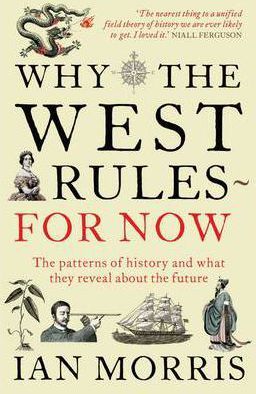 'The nearest thing to a unified
field theory of history we are ever likely
to get. I loved it.' NIALL FERGUSON
WHY THE
WEST
RULES~
FOR NOW
The patterns of history and what
they reveal about the future
IAN MORRIS